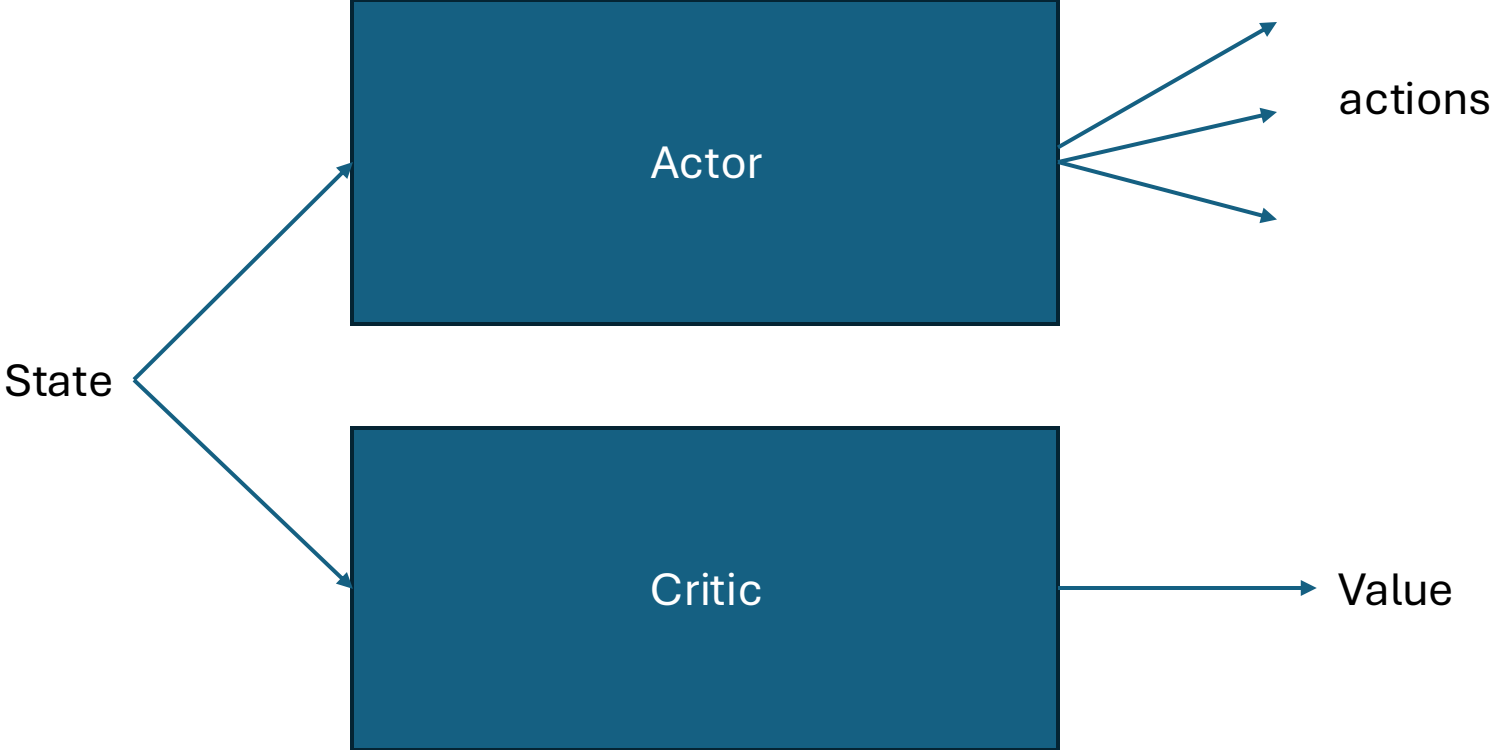 actions
Actor
State
Critic
Value